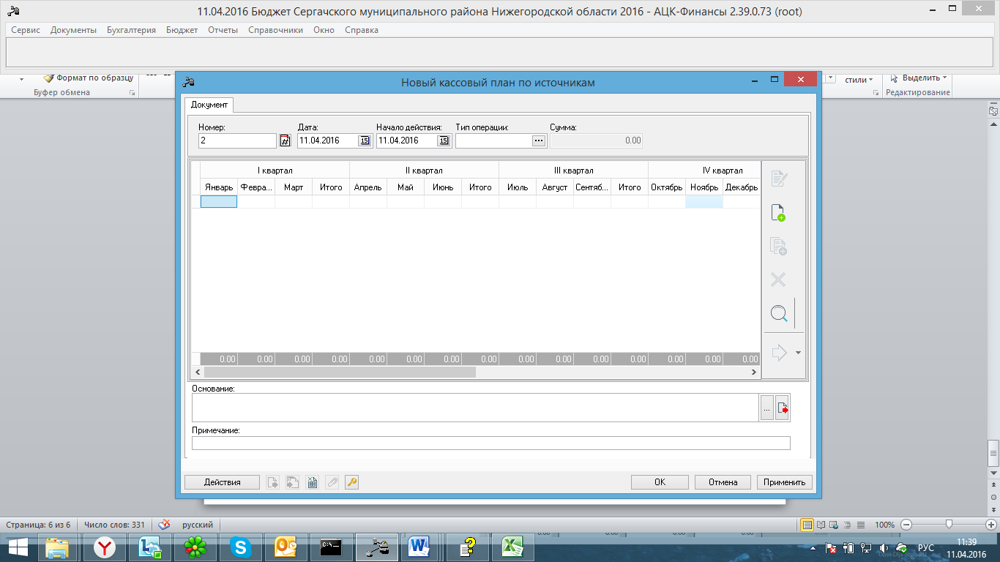 11.04.2016 Бюджет Сергачского муниципального района Нижегородской области 2016 - АЦК-Финансы 2.39.0.73 (root)
Сервис Документы Бухгалтерия Бюджет Отчеты Справочники Окно Справка
Формат по образцу
стили
Выделить
Буфер обмена
Редактирование
Новый кассовый план по источникам
Документ
Номер: Дата: Начало действия: Тип операции: Сумма:
2 11.04.2016 15 11.04.2016 15 ... 0.00
I квартал II квартал III квартал IV квартал
Январь Февра... Март Итого Апрель Май Июнь Итого Июль Август Сентяб... Итого Октябрь Ноябрь Декабрь
0.00 0.00 0.00 0.00 0.00 0.00 0.00 0.00 0.00 0.00 0.00 0.00 0.00 0.00 0.00
Основание:
...
Примечание:
Действия OK Отмена Применить
Страница: 6 из 6 Число слов: 331 русский 100%
РУС
11:39
11.04.2016